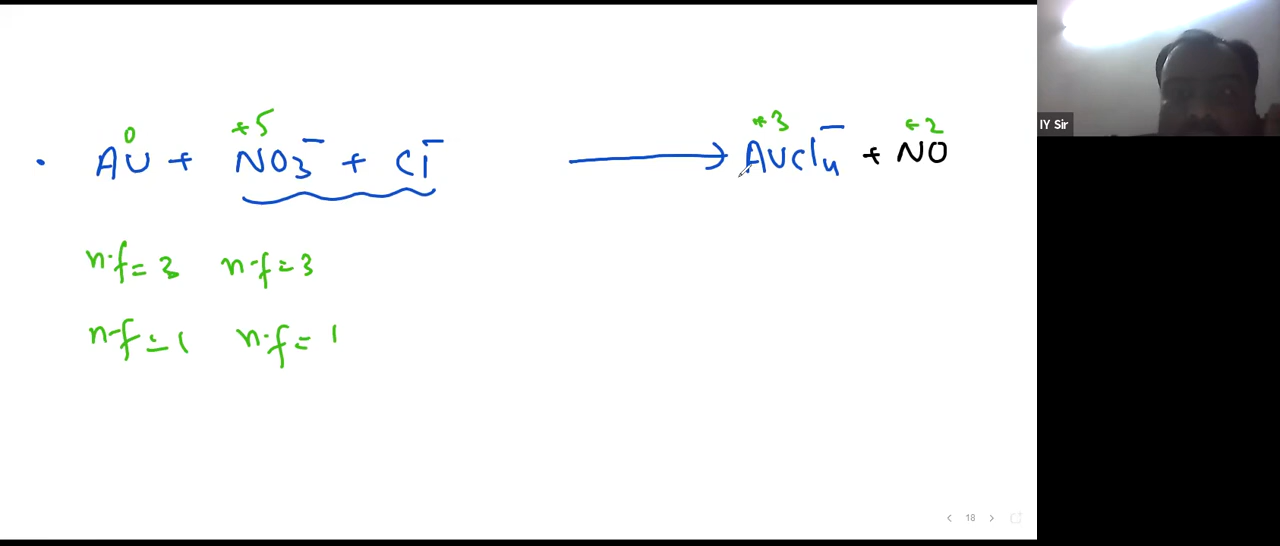 0 +5 +3 +2
. AU + NO3⁻ + Cl⁻ → AUCl4⁻ + NO
n.f = 3 n.f = 3
n-f = 1 n.f = 1
IY Sir
18